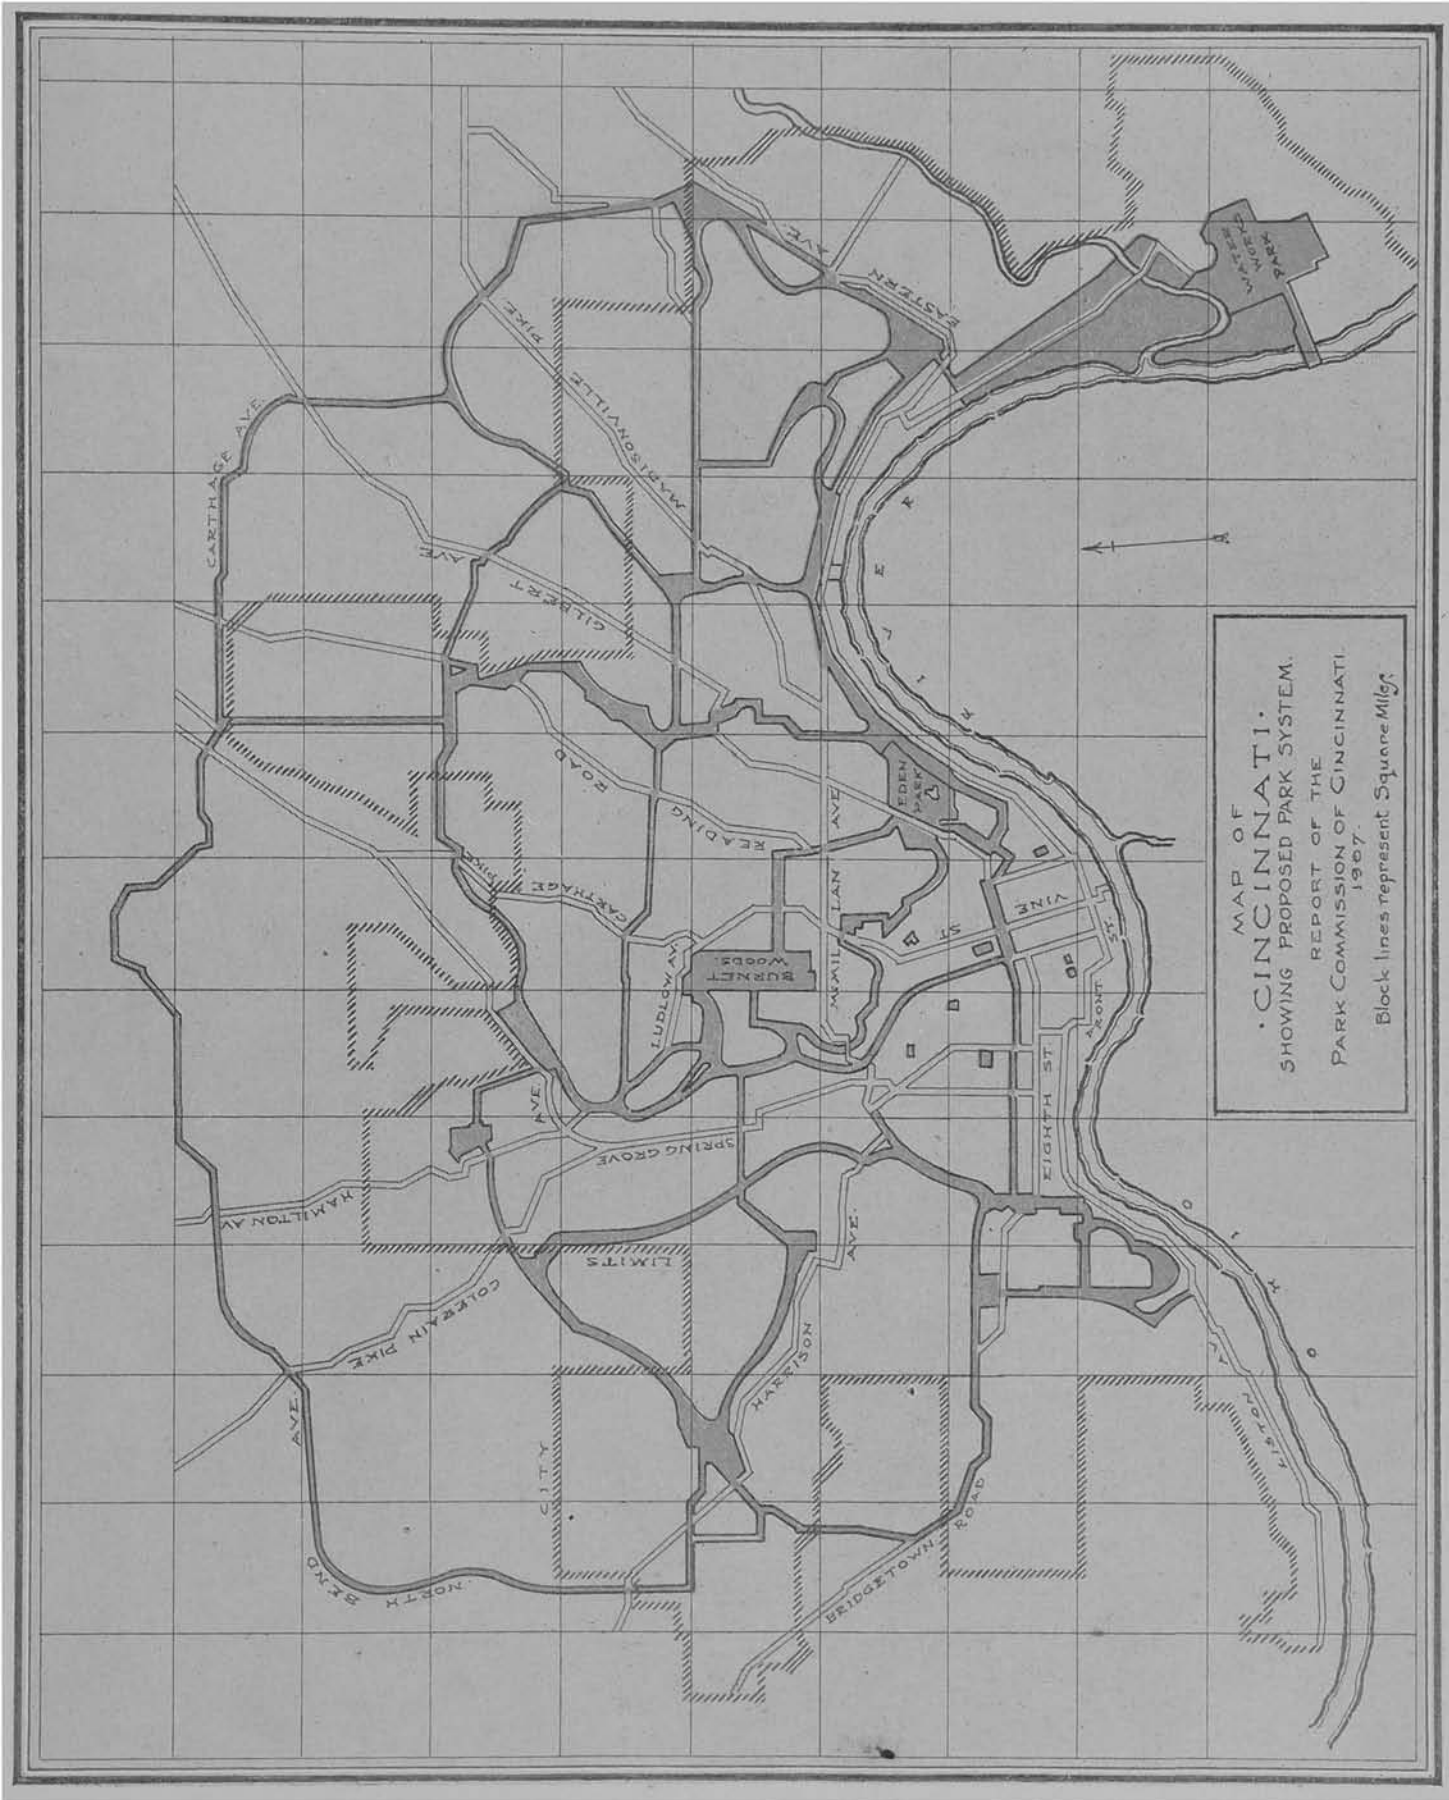 MAP OF
· CINCINNATI ·
SHOWING PROPOSED PARK SYSTEM.
REPORT OF THE
PARK COMMISSION OF CINCINNATI.
1907.
Block lines represent Square Miles
NORTH
BEND
AVE.
COLERAIN PIKE
HAMILTON AV
CARTHAGE AVE.
CITY
LIMITS
SPRING GROVE
AVE.
CARTHAGE
PIKE
READING
ROAD
GILBERT
AVE
MADISONVILLE
PIKE
EASTERN
AVE.
WATER
WORKS
PARK
BRIDGETOWN
ROAD
HARRISON
AVE.
LUDLOW AV.
BURNET
WOODS.
McMILLAN AVE
EDEN
PARK
VINE
ST
EIGHTH ST.
FRONT
ST.
LISTON
AV
OHIO
RIVER